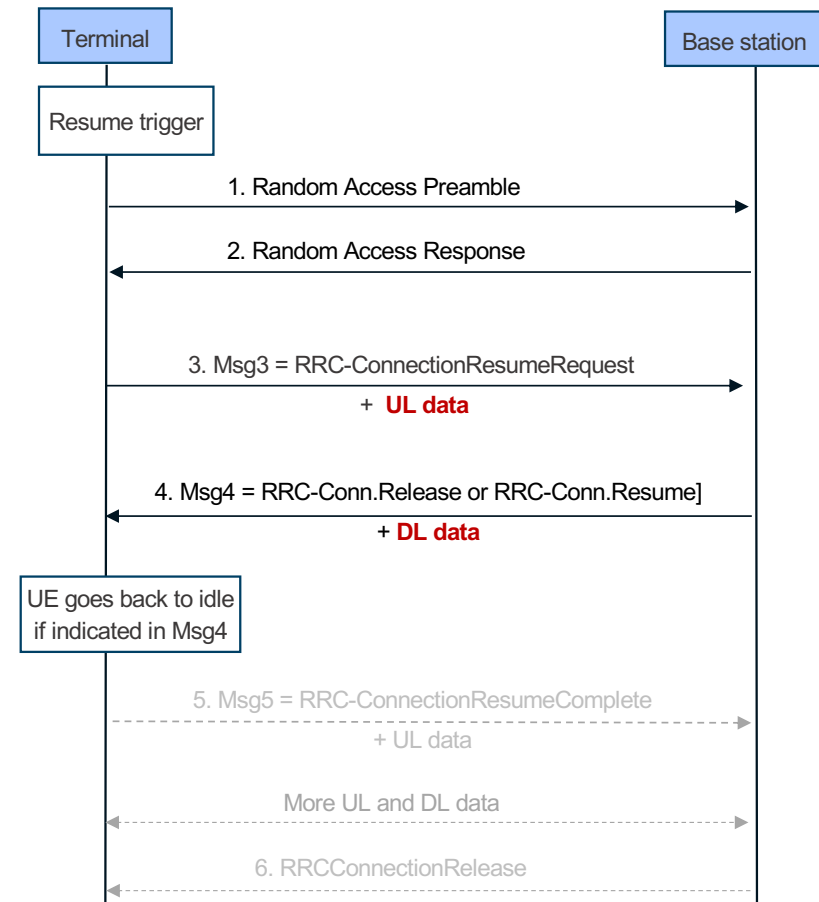 Terminal
Base station
Resume trigger
1. Random Access Preamble
2. Random Access Response
3. Msg3 = RRC-ConnectionResumeRequest
+ UL data
4. Msg4 = RRC-Conn.Release or RRC-Conn.Resume]
+ DL data
UE goes back to idle
if indicated in Msg4
5. Msg5 = RRC-ConnectionResumeComplete
+ UL data
More UL and DL data
6. RRCConnectionRelease